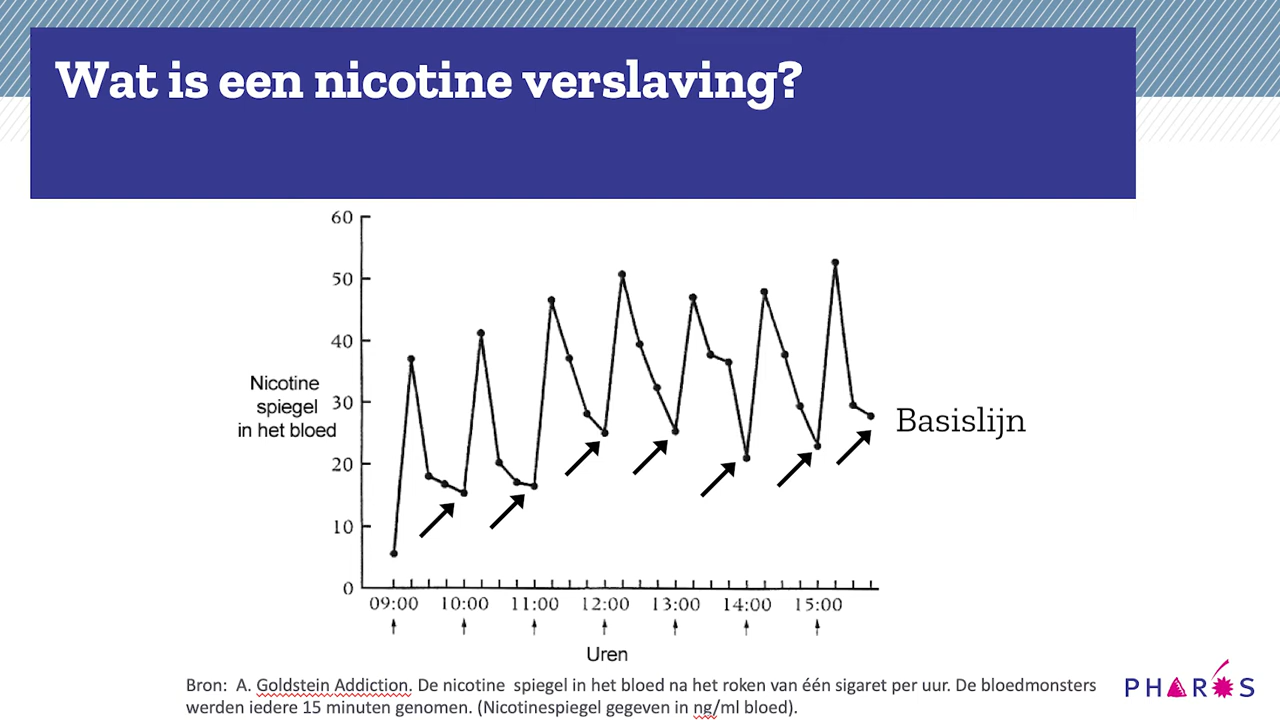 Wat is een nicotine verslaving?
60
50
40
30
20
10
0
Nicotine
spiegel
in het bloed
Basislijn
09:00 10:00 11:00 12:00 13:00 14:00 15:00
Uren
Bron:  A. Goldstein Addiction. De nicotine  spiegel in het bloed na het roken van één sigaret per uur. De bloedmonsters
werden iedere 15 minuten genomen. (Nicotinespiegel gegeven in ng/ml bloed).
PHAROS